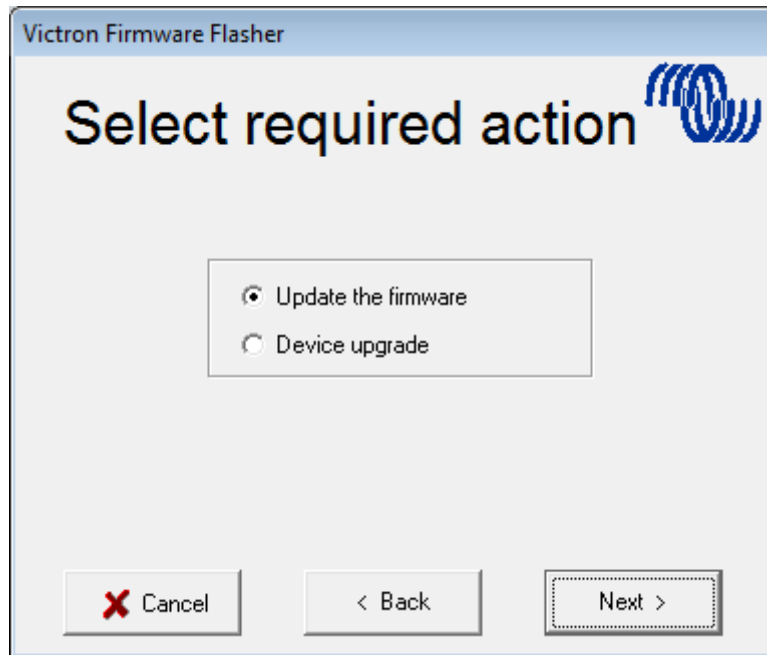 Victron Firmware Flasher
Select required action
Update the firmware
Device upgrade
Cancel
< Back
Next >